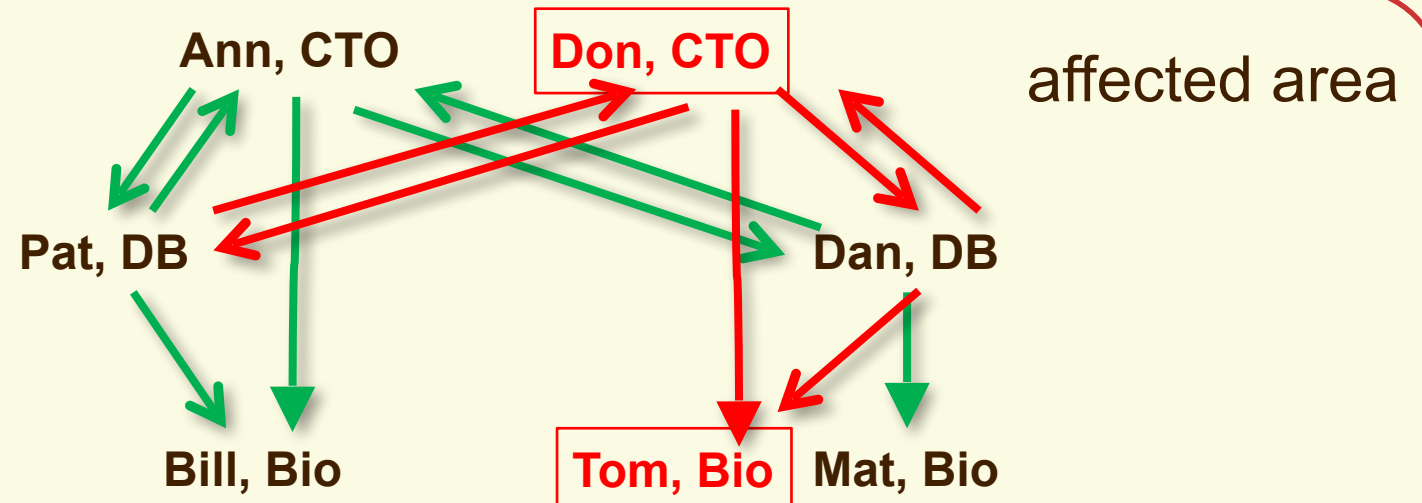 Ann, CTO
Don, CTO
affected area
Pat, DB
Dan, DB
Bill, Bio
Tom, Bio
Mat, Bio